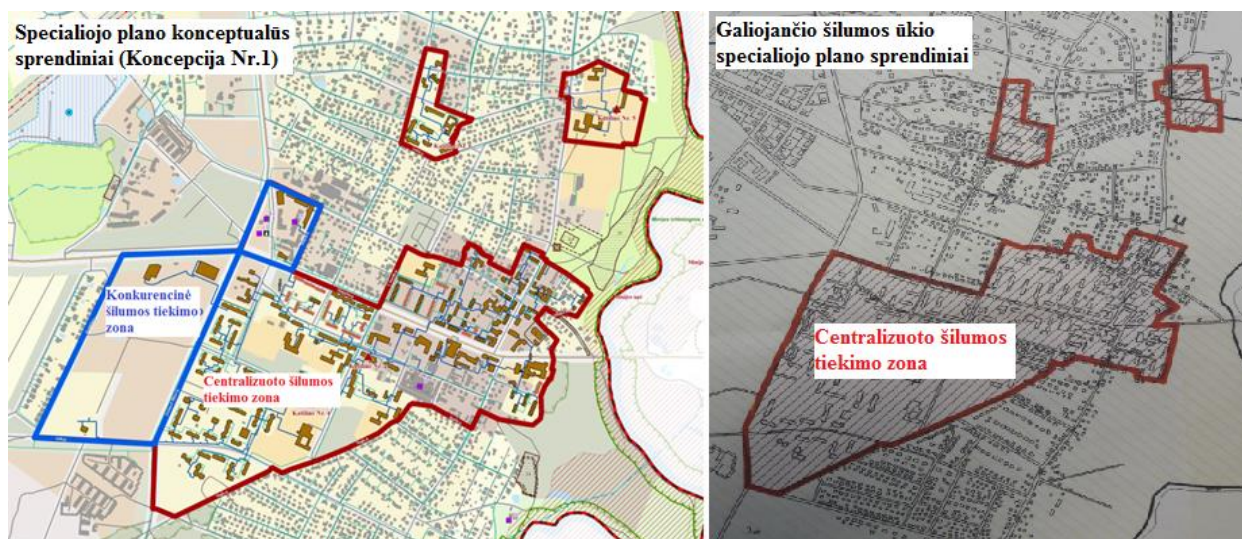 Specialiojo plano konceptualūs
sprendiniai (Koncepcija Nr.1)
Konkurencinė
šilumos tiekimo
zona
Centralizuoto šilumos
tiekimo zona
Galiojančio šilumos ūkio
specialiojo plano sprendiniai
Centralizuoto šilumos
tiekimo zona